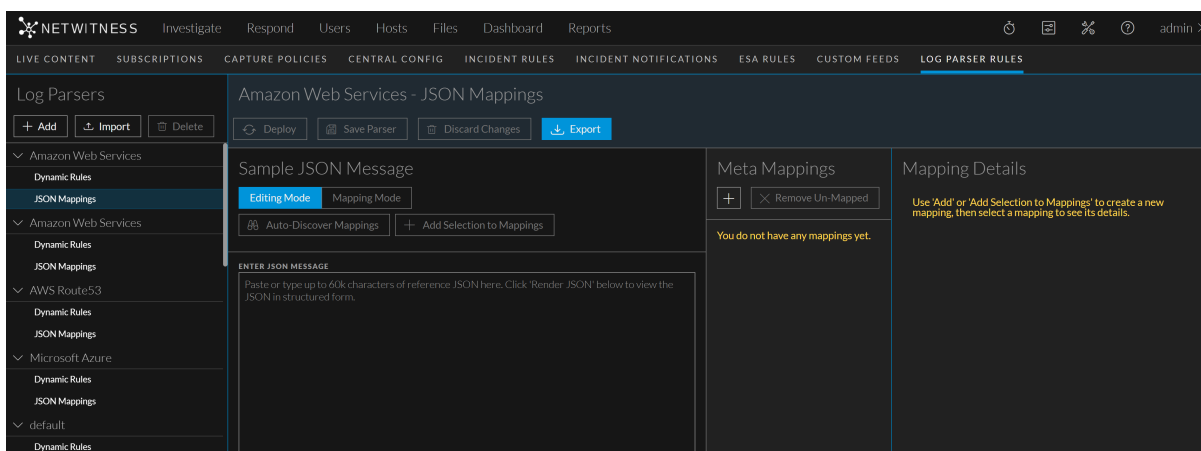 NETWITNESS Investigate Respond Users Hosts Files Dashboard Reports admin
LIVE CONTENT SUBSCRIPTIONS CAPTURE POLICIES CENTRAL CONFIG INCIDENT RULES INCIDENT NOTIFICATIONS ESA RULES CUSTOM FEEDS LOG PARSER RULES
Log Parsers
+ Add Import Delete
Amazon Web Services
Dynamic Rules
JSON Mappings
Amazon Web Services
Dynamic Rules
JSON Mappings
AWS Route53
Dynamic Rules
JSON Mappings
Microsoft Azure
Dynamic Rules
JSON Mappings
default
Dynamic Rules
Amazon Web Services - JSON Mappings
Deploy Save Parser Discard Changes Export
Sample JSON Message
Editing Mode Mapping Mode
Auto-Discover Mappings + Add Selection to Mappings
ENTER JSON MESSAGE
Paste or type up to 60k characters of reference JSON here. Click 'Render JSON' below to view the
JSON in structured form.
Meta Mappings
+ Remove Un-Mapped
You do not have any mappings yet.
Mapping Details
Use 'Add' or 'Add Selection to Mappings' to create a new
mapping, then select a mapping to see its details.